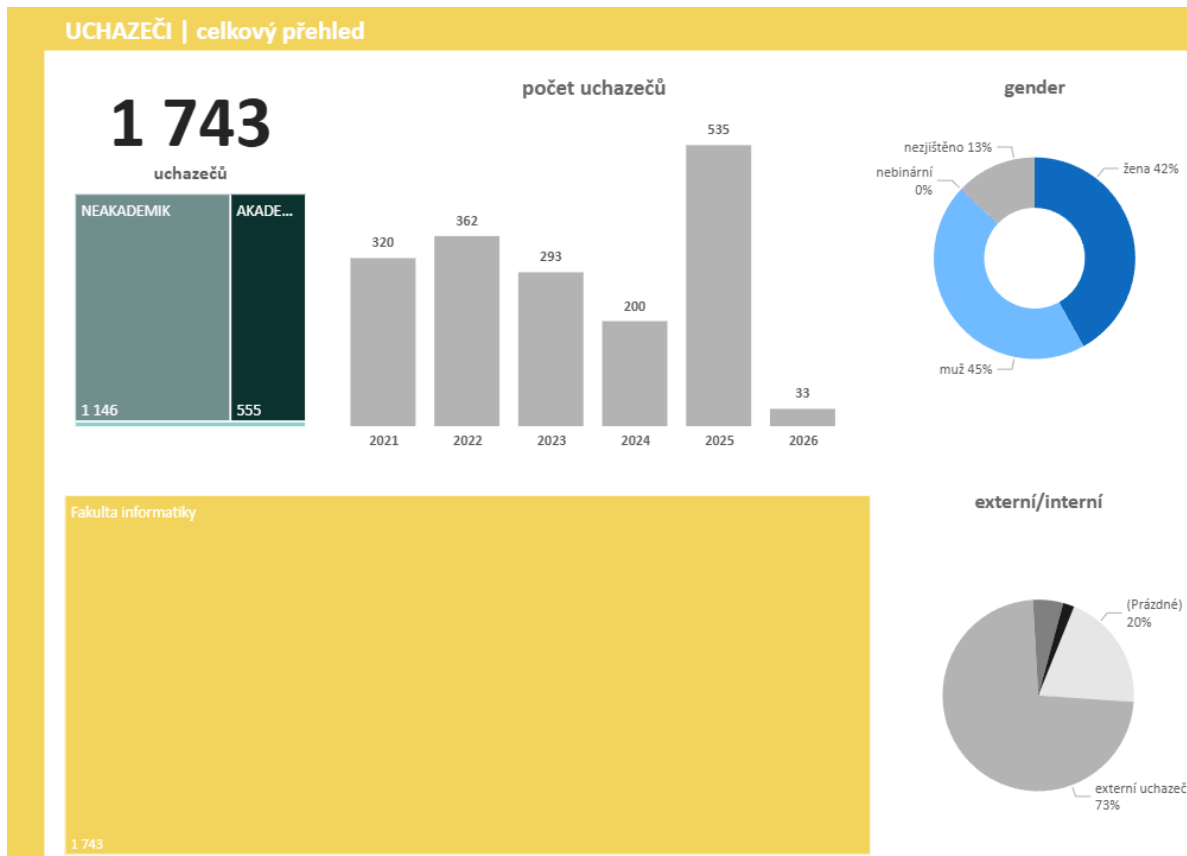 UCHAZEČI | celkový přehled
1 743
uchazečů
NEAKADEMIK
AKADE...
1 146
555
počet uchazečů
320
362
293
200
535
33
2021
2022
2023
2024
2025
2026
gender
nezjištěno 13%
nebinární
0%
žena 42%
muž 45%
Fakulta informatiky
1 743
externí/interní
(Prázdné)
20%
externí uchazeč
73%